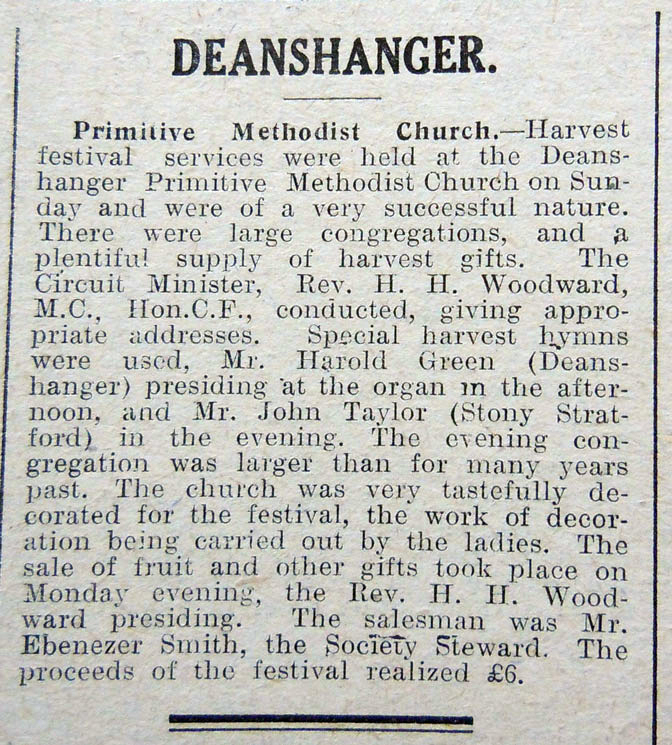 DEANSHANGER.
Primitive Methodist Church.—Harvest
festival services were held at the Deans-
hanger Primitive Methodist Church on Sun-
day and were of a very successful nature.
There were large congregations, and a
plentiful supply of harvest gifts. The
Circuit Minister, Rev. H. H. Woodward,
M.C., Hon.C.F., conducted, giving appro-
priate addresses. Special harvest hymns
were used, Mr. Harold Green (Deans-
hanger) presiding at the organ in the after-
noon, and Mr. John Taylor (Stony Strat-
ford) in the evening. The evening con-
gregation was larger than for many years
past. The church was very tastefully de-
corated for the festival, the work of decor-
ation being carried out by the ladies. The
sale of fruit and other gifts took place on
Monday evening, the Rev. H. H. Wood-
ward presiding. The salesman was Mr.
Ebenezer Smith, the Society Steward. The
proceeds of the festival realized £6.